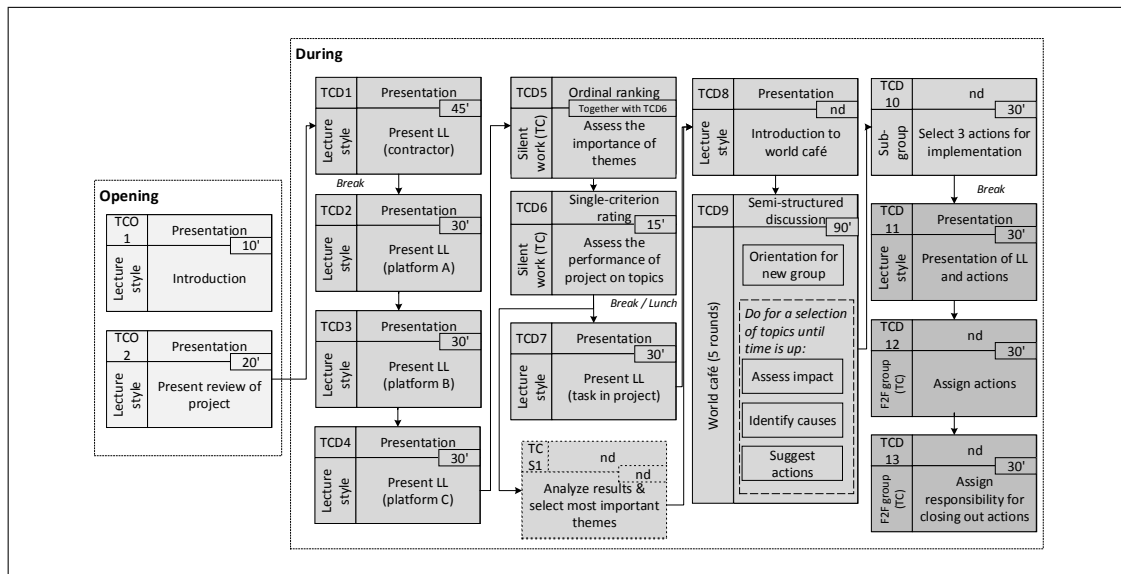 During
Opening
TCO
1
Presentation
10'
Lecture
style
Introduction
TCO
2
Presentation
20'
Lecture
style
Present review of
project
TCD1
Presentation
45'
Lecture
style
Present LL
(contractor)
Break
TCD2
Presentation
30'
Lecture
style
Present LL
(platform A)
TCD3
Presentation
30'
Lecture
style
Present LL
(platform B)
TCD4
Presentation
30'
Lecture
style
Present LL
(platform C)
TCD5
Ordinal ranking
Together with TCD6
Silent
work (TC)
Assess the
importance of
themes
TCD6
Single-criterion
rating
15'
Silent
work (TC)
Assess the
performance of
project on topics
Break / Lunch
TCD7
Presentation
30'
Lecture
style
Present LL
(task in project)
TC
S1
nd
nd
Analyze results &
select most important
themes
TCD8
Presentation
nd
Lecture
style
Introduction to
world café
TCD9
Semi-structured
discussion
90'
World café (5 rounds)
Orientation for
new group
Do for a selection
of topics until
time is up:
Assess impact
Identify causes
Suggest
actions
TCD
10
nd
30'
Sub-
group
Select 3 actions for
implementation
Break
TCD
11
Presentation
30'
Lecture
style
Presentation of LL
and actions
TCD
12
nd
30'
F2F group
(TC)
Assign actions
TCD
13
nd
30'
F2F group
(TC)
Assign
responsibility for
closing out actions